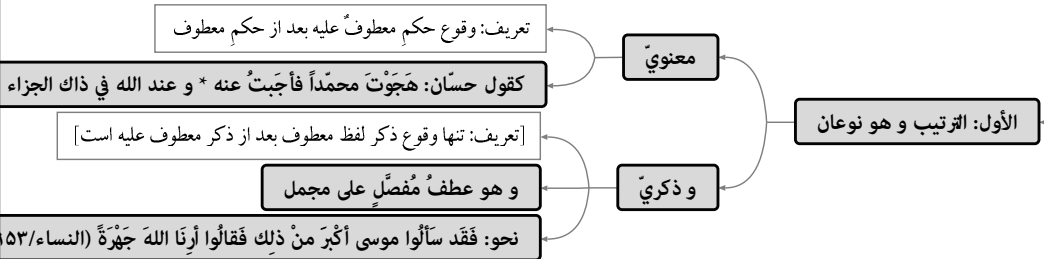 الأول: الترتيب و هو نوعان
معنويّ
تعریف: وقوع حکمِ معطوفٌ علیه بعد از حکمِ معطوف
كقول حسّان: هَجَوْتَ محمّداً فأجَبتُ عنه * و عند الله في ذاك الجزاء
و ذكريّ
[تعریف: تنها وقوع ذکر لفظ معطوف بعد از ذکر معطوف علیه است]
و هو عطفُ مُفصَّلٍ على مجمل
نحو: فَقَد سَألُوا موسى أكْبَرَ منْ ذلِك فَقالُوا أرِنَا اللهَ جَهْرَةً (النساء/۱۵۳